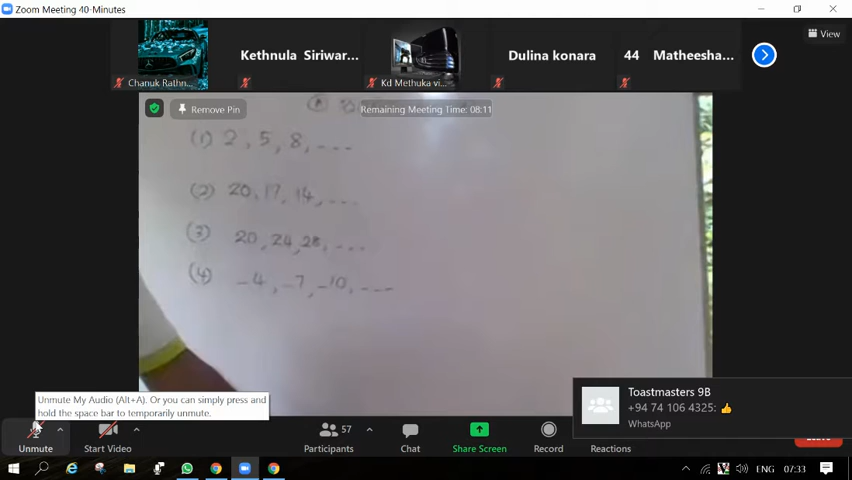 Zoom Meeting 40-Minutes
View
Chanuk Rathn...
Kethnula Siriwar...
Kd Methuka vi...
Dulina konara
44 Matheesha...
Remove Pin
Remaining Meeting Time: 08:11
(1) 2, 5, 8, ---
(2) 20, 17, 14, ---
(3) 20, 24, 28, ---
(4) -4, -7, -10, ---
Unmute My Audio (Alt+A). Or you can simply press and
hold the space bar to temporarily unmute.
Toastmasters 9B
+94 74 106 4325: 👍
WhatsApp
Unmute
Start Video
57
Participants
Chat
Share Screen
Record
Reactions
ENG 07:33